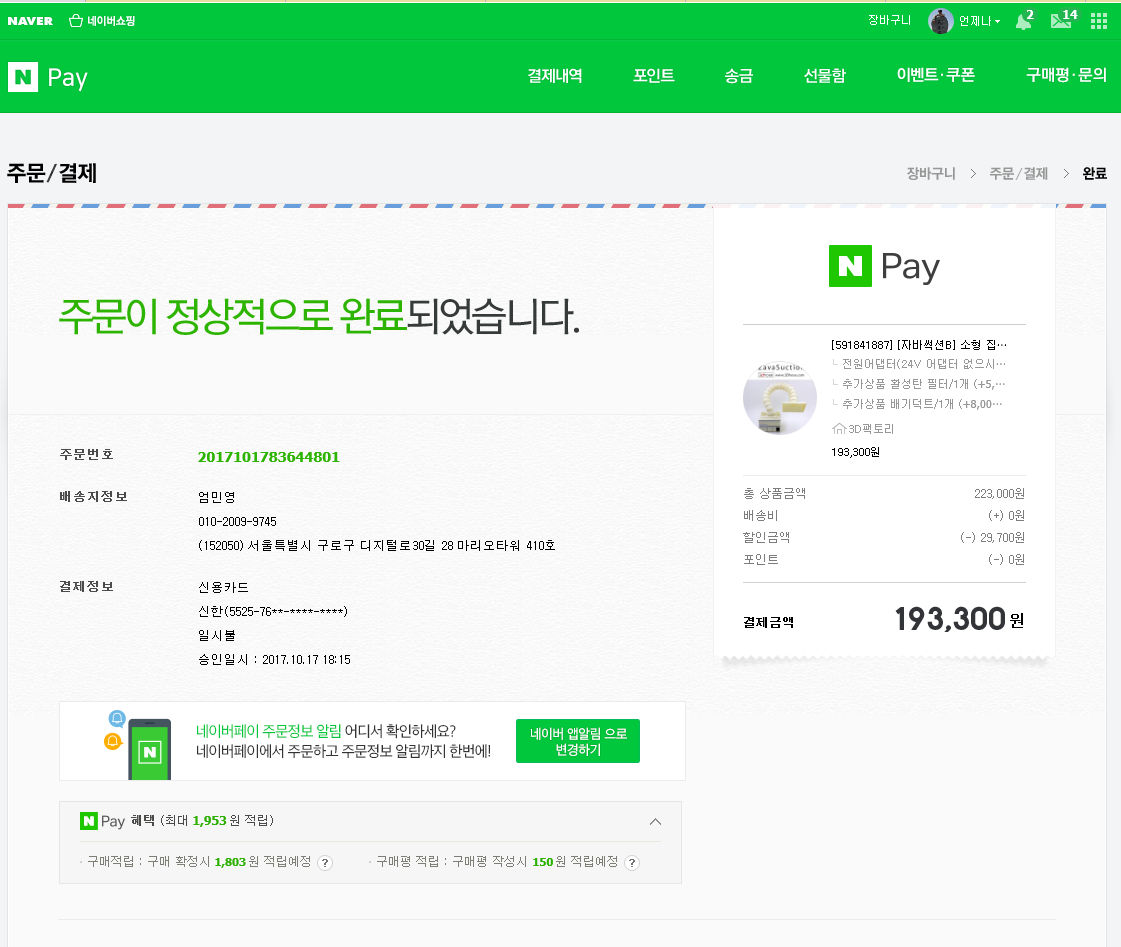 NAVER 네이버쇼핑
장바구니 언제나 2 14
N Pay
결제내역 포인트 송금 선물함 이벤트·쿠폰 구매평·문의
주문/결제
장바구니 > 주문/결제 > 완료
주문이 정상적으로 완료되었습니다.
주문번호 2017101783644801
배송지정보 엄민영
010-2009-9745
(152050) 서울특별시 구로구 디지털로30길 28 마리오타워 410호
결제정보 신용카드
신한(5525-76**-****-****)
일시불
승인일시 : 2017.10.17 18:15
네이버페이 주문정보 알림 어디서 확인하세요?
네이버페이에서 주문하고 주문정보 알림까지 한번에!
네이버 앱알림 으로
변경하기
N Pay 혜택 (최대 1,953 원 적립)
· 구매적립 : 구매 확정시 1,803 원 적립예정 ?
· 구매평 적립 : 구매평 작성시 150 원 적립예정 ?
N Pay
ZavaSuction
[591841887] [자바썩션B] 소형 집···
전원어댑터(24V 어댑터 없으시···
추가상품 활성탄 필터/1개 (+5,···
추가상품 배기덕트/1개 (+8,00···
3D팩토리
193,300원
총 상품금액 223,000원
배송비 (+) 0원
할인금액 (-) 29,700원
포인트 (-) 0원
결제금액 193,300 원